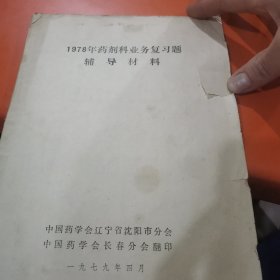 1978年药剂科业务复习题
辅导材料
中国药学会辽宁省沈阳市分会
中国药学会长春分会翻印
一九七九年四月